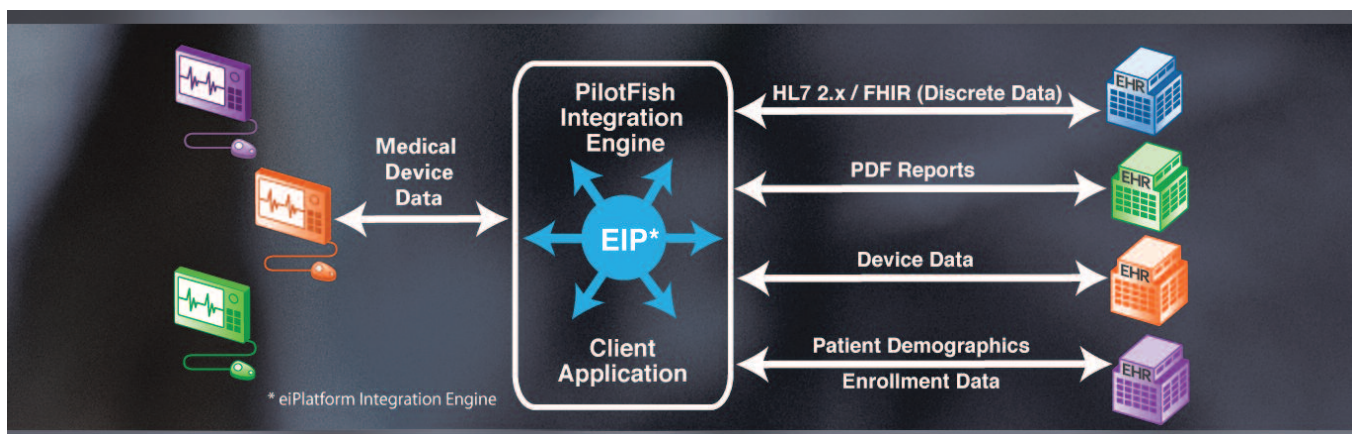 Medical
Device
Data
PilotFish
Integration
Engine
EIP*
Client
Application
HL7 2.x / FHIR (Discrete Data)
EHR
PDF Reports
EHR
Device Data
EHR
Patient Demographics
Enrollment Data
EHR
* eiPlatform Integration Engine